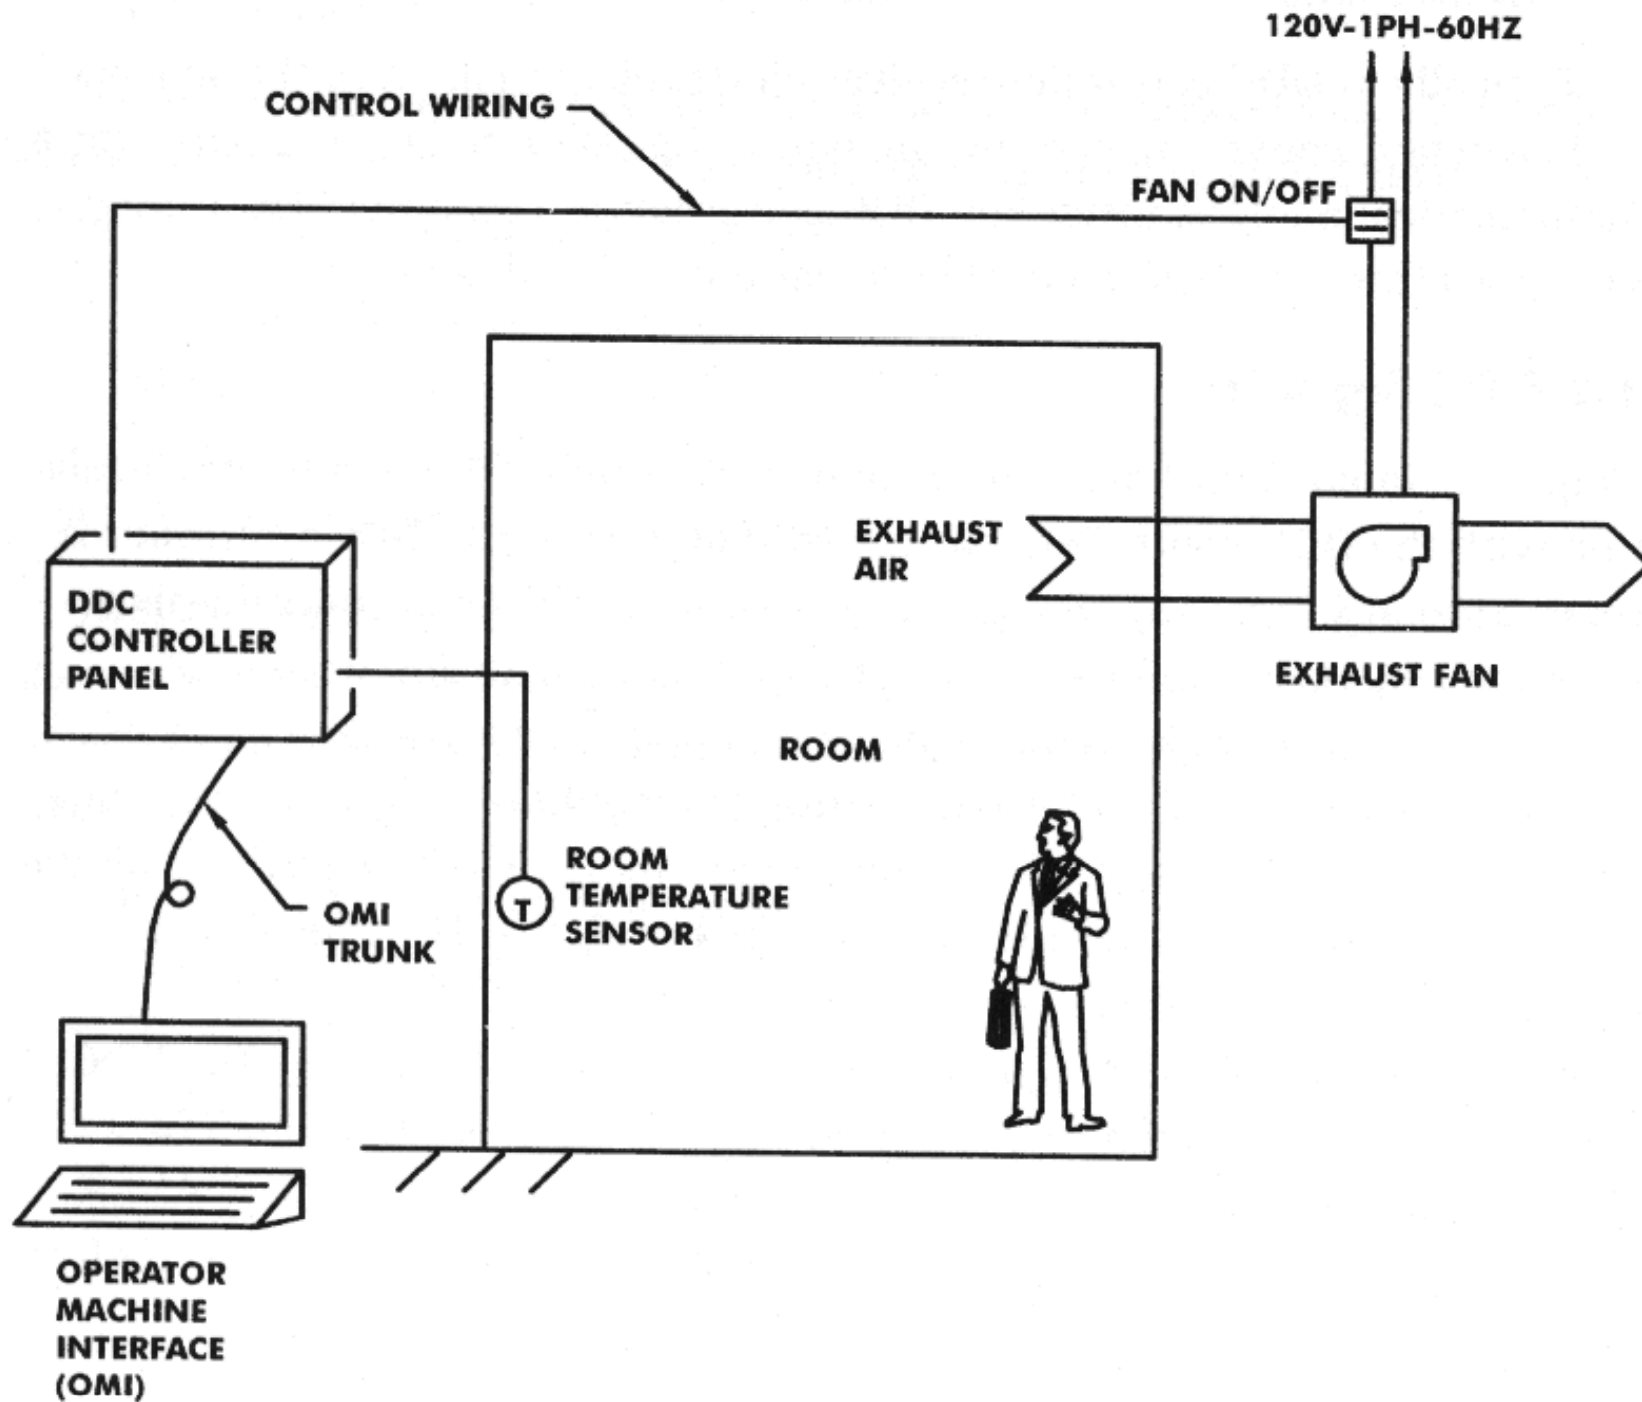 120V-1PH-60HZ
CONTROL WIRING
FAN ON/OFF
EXHAUST
AIR
DDC
CONTROLLER
PANEL
EXHAUST FAN
ROOM
ROOM
TEMPERATURE
SENSOR
T
OMI
TRUNK
OPERATOR
MACHINE
INTERFACE
(OMI)